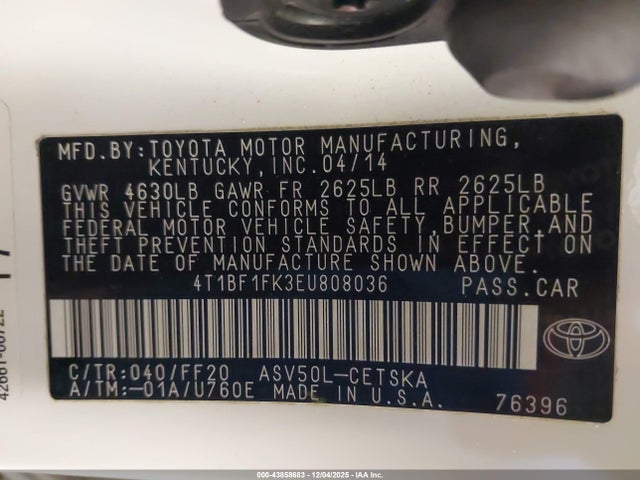 MFD.BY: TOYOTA MOTOR MANUFACTURING,
KENTUCKY, INC. 04/14
GVWR 4630LB GAWR FR 2625LB RR 2625LB
THIS VEHICLE CONFORMS TO ALL APPLICABLE
FEDERAL MOTOR VEHICLE SAFETY, BUMPER, AND
THEFT PREVENTION STANDARDS IN EFFECT ON
THE DATE OF MANUFACTURE SHOWN ABOVE.
4T1BF1FK3EU808036 PASS.CAR
C/TR:040/FF20 ASV50L-CETSKA
A/TM:-01A/U760E MADE IN U.S.A.
76396
000-43858683 | 12/04/2025 - IAA Inc.